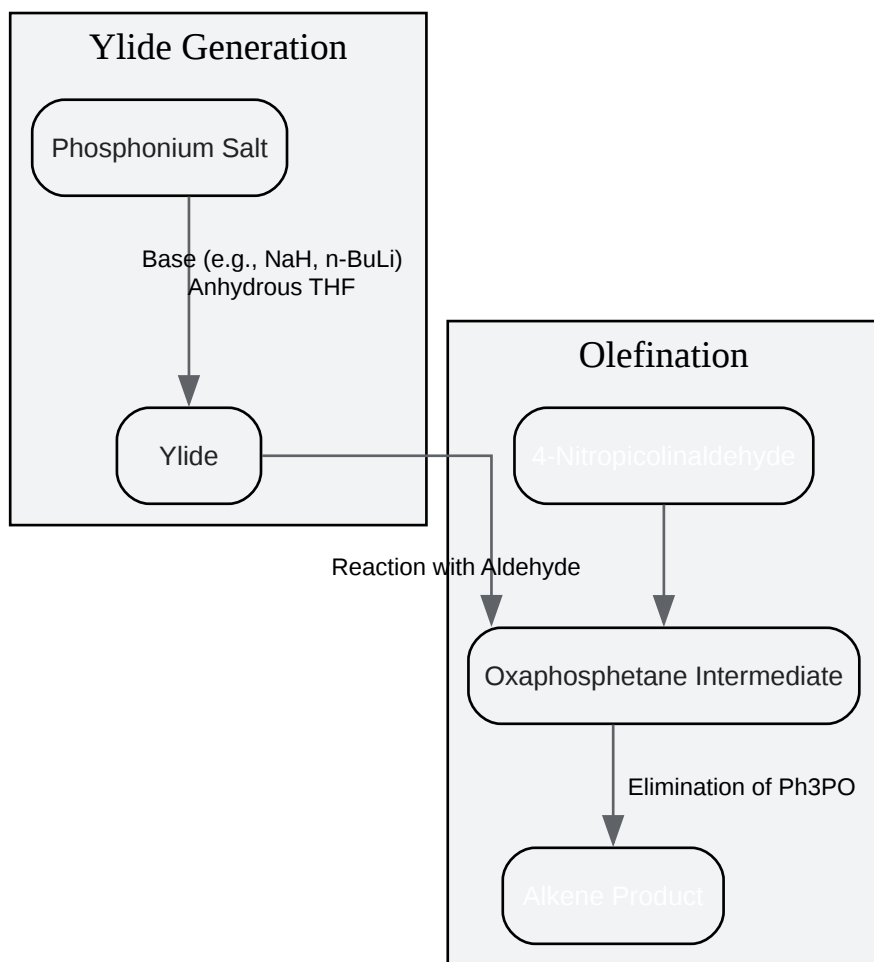 Ylide Generation
Phosphonium Salt
Base (e.g., NaH, n-BuLi)
Anhydrous THF
Ylide
Olefination
4-Nitropicolinaldehyde
Reaction with Aldehyde
Oxaphosphetane Intermediate
Elimination of Ph3PO
Alkene Product